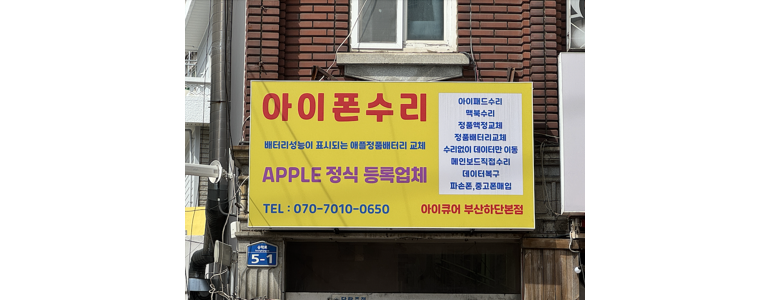 아이폰수리
배터리성능이 표시되는 애플정품배터리 교체
APPLE 정식 등록업체
TEL : 070-7010-0650
아이패드수리
맥북수리
정품액정교체
정품배터리교체
수리없이 데이터만 이동
메인보드직접수리
데이터복구
파손폰,중고폰매입
아이큐어 부산하단본점
5-1